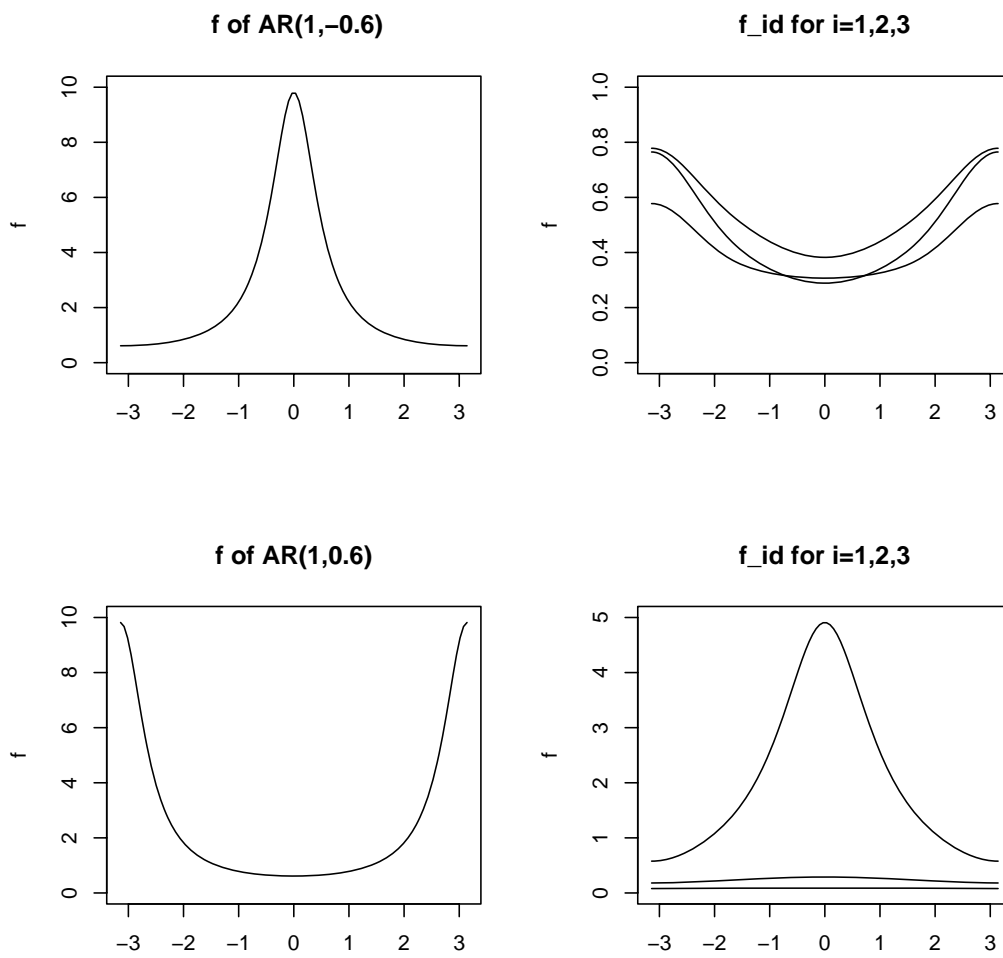 f of AR(1,−0.6)
f
0 2 4 6 8 10
−3 −2 −1 0 1 2 3
f_id for i=1,2,3
f
0.0 0.2 0.4 0.6 0.8 1.0
−3 −2 −1 0 1 2 3
f of AR(1,0.6)
f
0 2 4 6 8 10
−3 −2 −1 0 1 2 3
f_id for i=1,2,3
f
0 1 2 3 4 5
−3 −2 −1 0 1 2 3